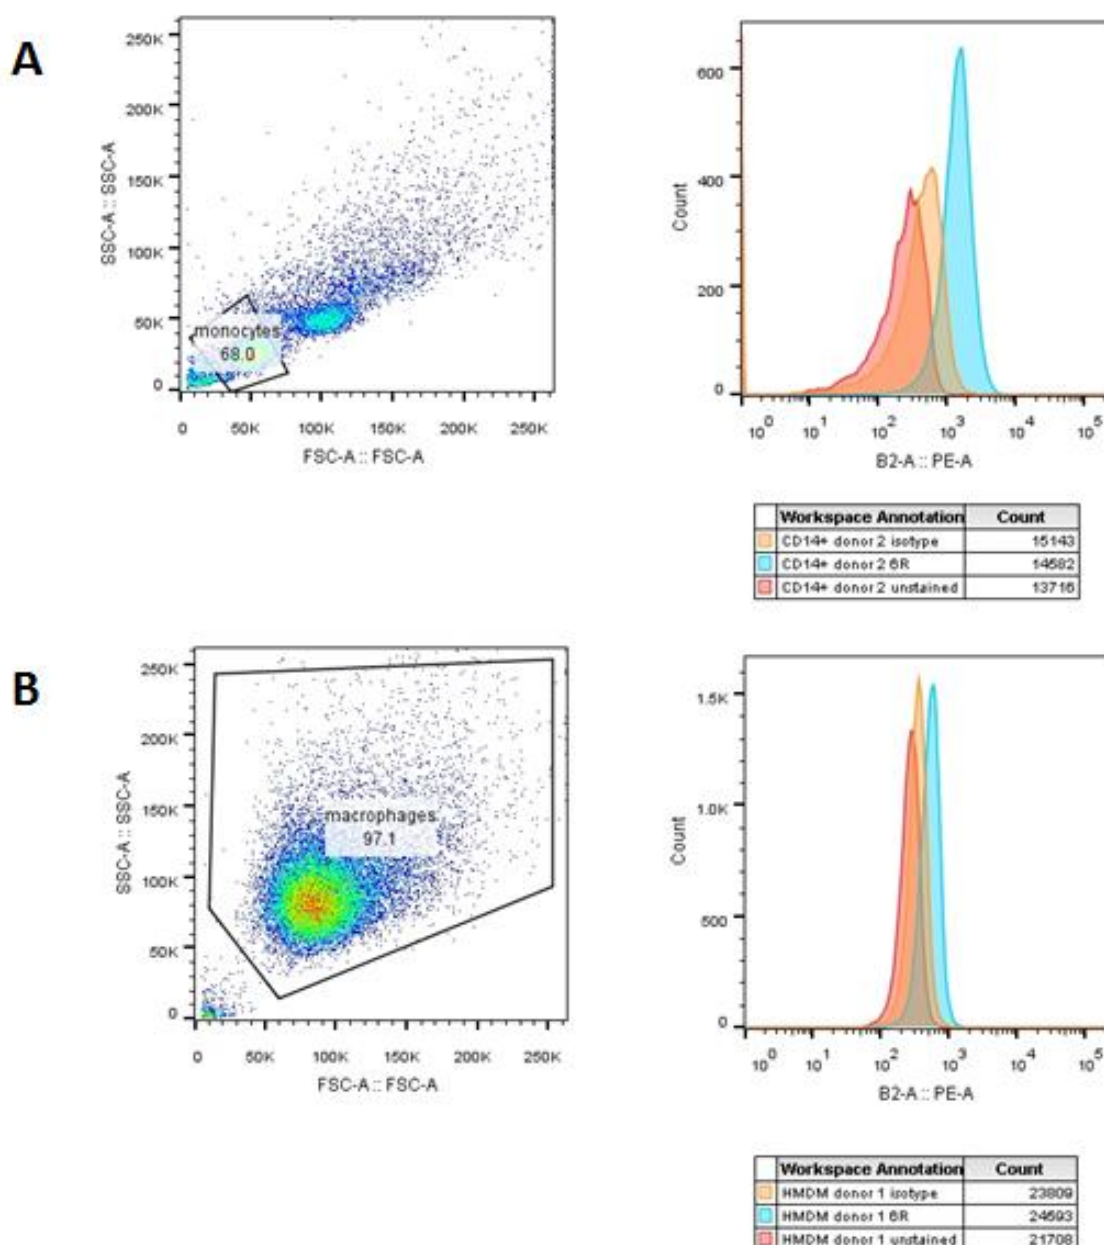 A
250K
200K
150K
100K
50K
0
SSC-A :: SSC-A
monocytes
68.0
0 50K 100K 150K 200K 250K
FSC-A :: FSC-A
600
400
200
0
Count
10^0 10^1 10^2 10^3 10^4 10^5
B2-A :: PE-A
Workspace Annotation Count
CD14+ donor 2 isotype 15143
CD14+ donor 2 6R 14582
CD14+ donor 2 unstained 13716
B
250K
200K
150K
100K
50K
0
SSC-A :: SSC-A
macrophages
97.1
0 50K 100K 150K 200K 250K
FSC-A :: FSC-A
1.5K
1.0K
500
0
Count
10^0 10^1 10^2 10^3 10^4 10^5
B2-A :: PE-A
Workspace Annotation Count
HMDM donor 1 isotype 23809
HMDM donor 1 6R 24693
HMDM donor 1 unstained 21708